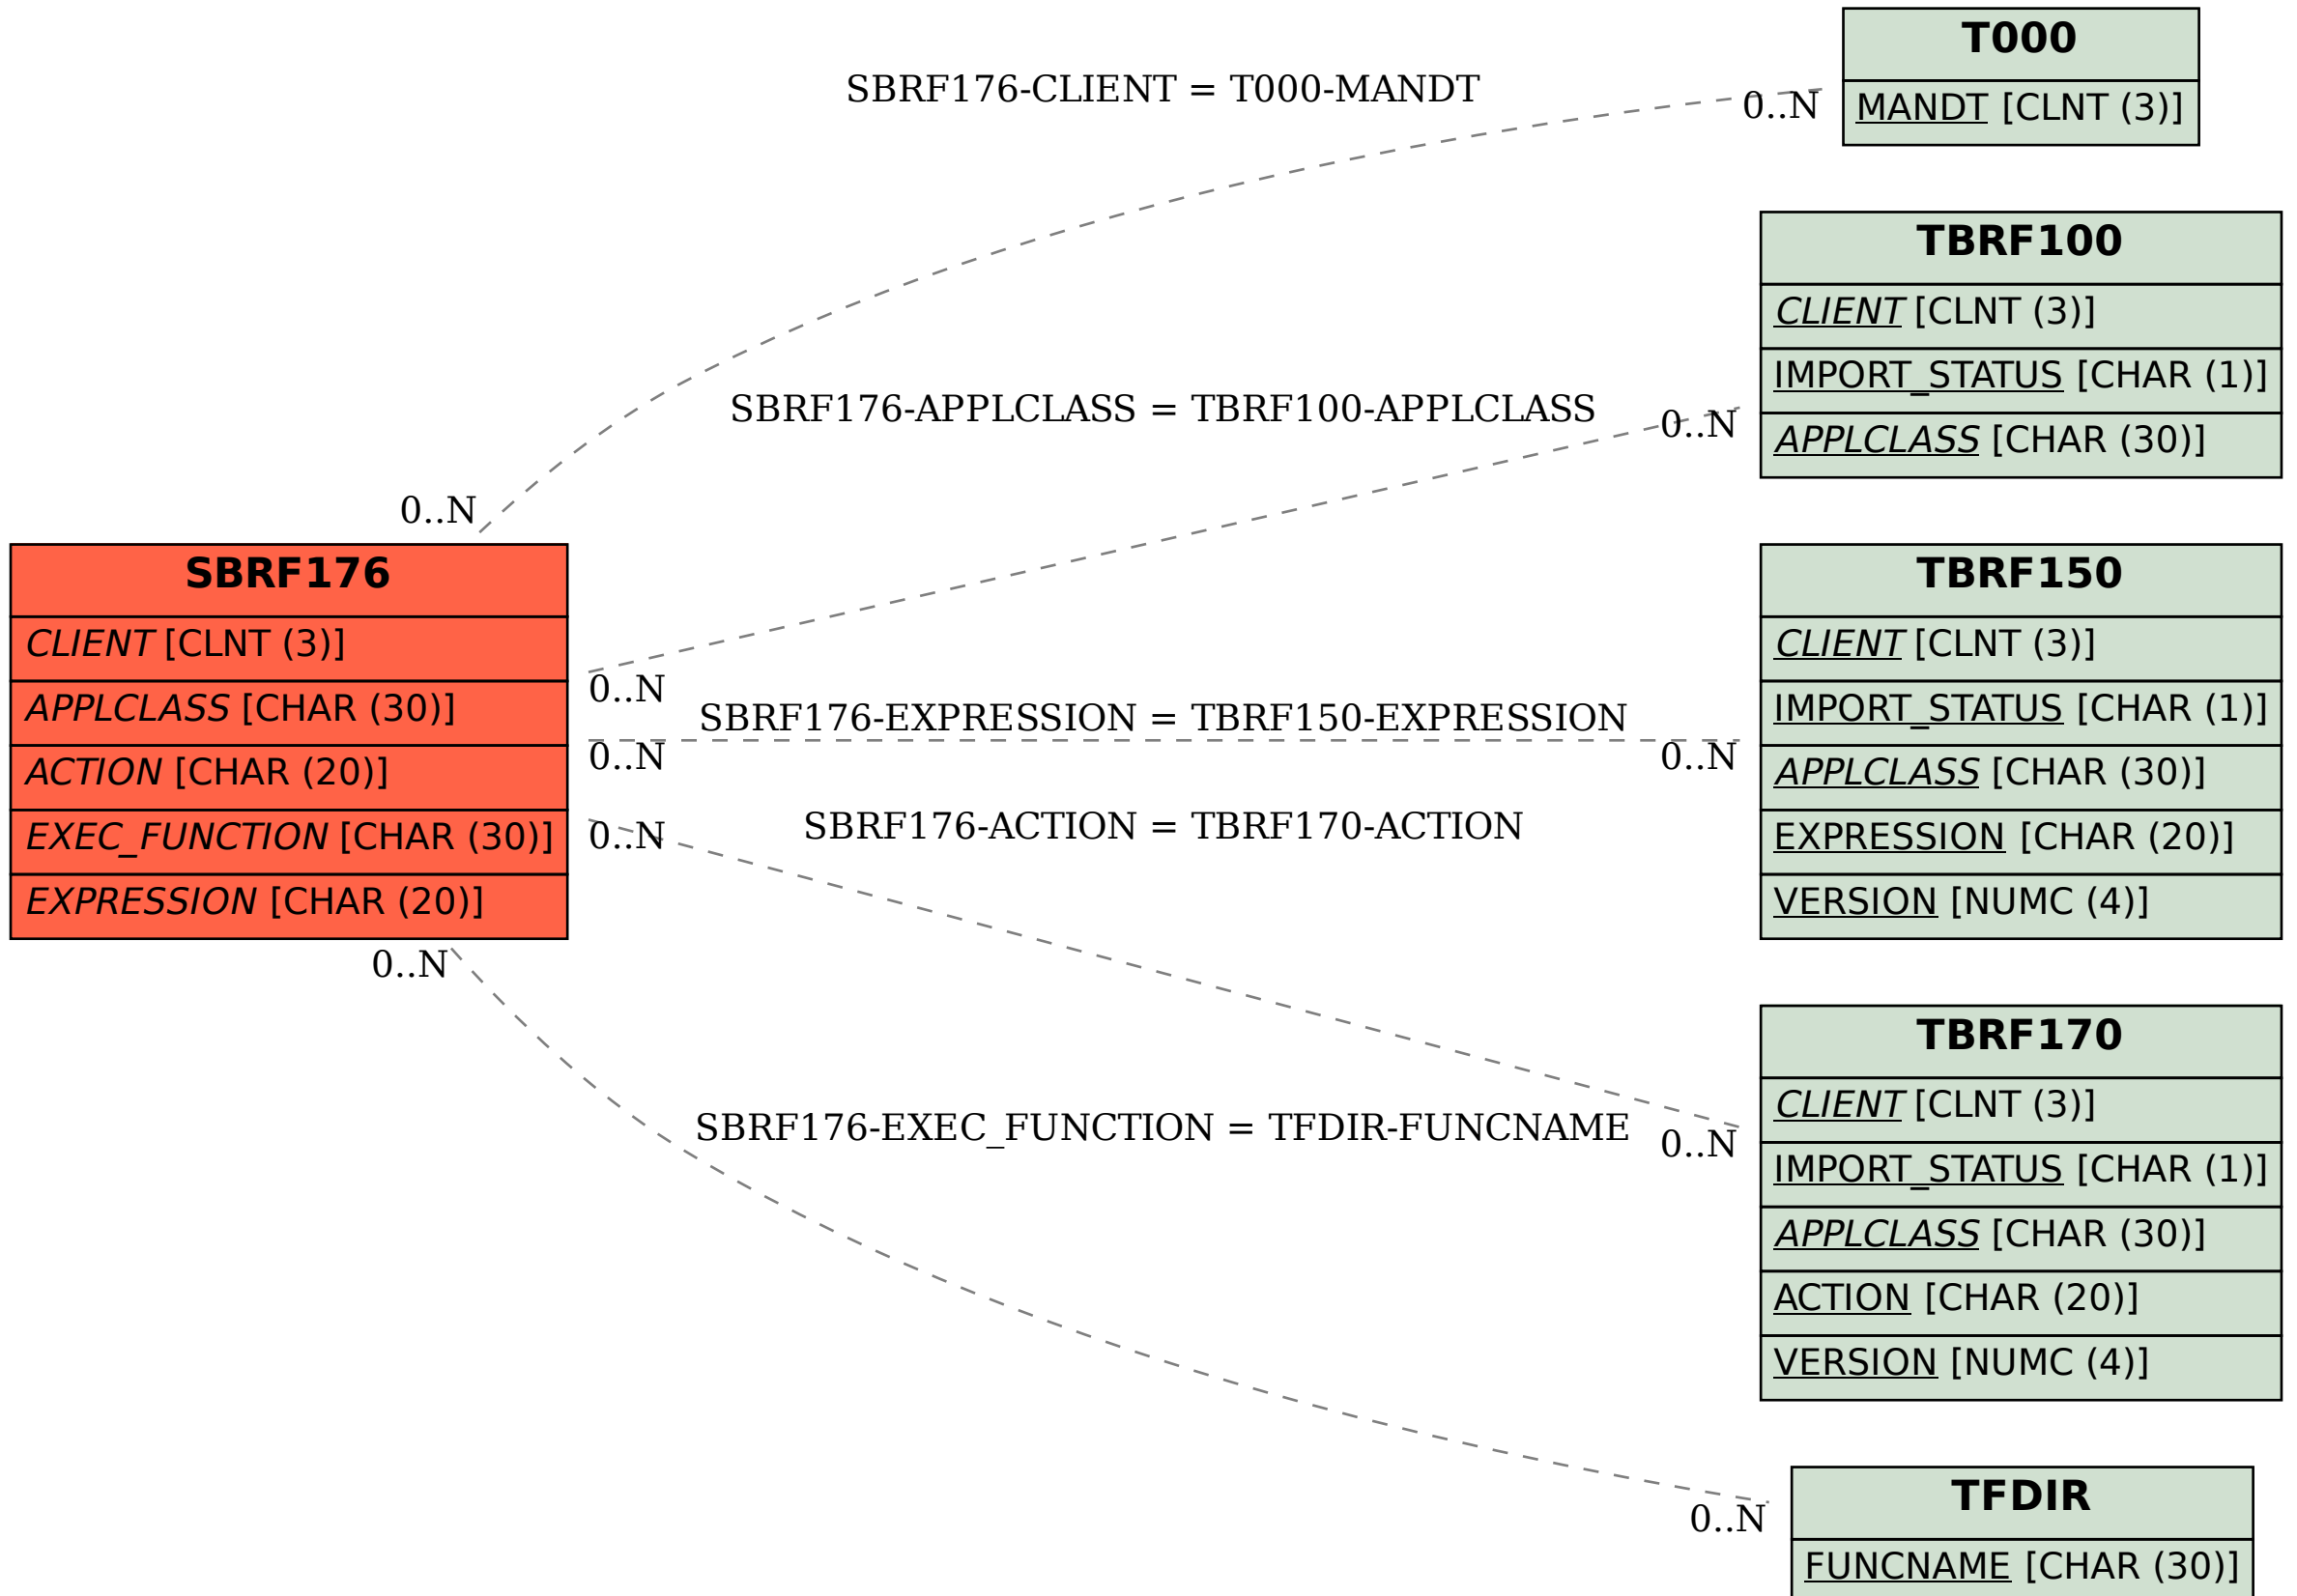 T000
MANDT [CLNT (3)]
SBRF176-CLIENT = T000-MANDT
0..N
0..N
TBRF100
CLIENT [CLNT (3)]
IMPORT_STATUS [CHAR (1)]
APPLCLASS [CHAR (30)]
SBRF176-APPLCLASS = TBRF100-APPLCLASS
0..N
0..N
SBRF176
CLIENT [CLNT (3)]
APPLCLASS [CHAR (30)]
ACTION [CHAR (20)]
EXEC_FUNCTION [CHAR (30)]
EXPRESSION [CHAR (20)]
TBRF150
CLIENT [CLNT (3)]
IMPORT_STATUS [CHAR (1)]
APPLCLASS [CHAR (30)]
EXPRESSION [CHAR (20)]
VERSION [NUMC (4)]
SBRF176-EXPRESSION = TBRF150-EXPRESSION
0..N
0..N
SBRF176-ACTION = TBRF170-ACTION
0..N
0..N
TBRF170
CLIENT [CLNT (3)]
IMPORT_STATUS [CHAR (1)]
APPLCLASS [CHAR (30)]
ACTION [CHAR (20)]
VERSION [NUMC (4)]
SBRF176-EXEC_FUNCTION = TFDIR-FUNCNAME
0..N
0..N
TFDIR
FUNCNAME [CHAR (30)]